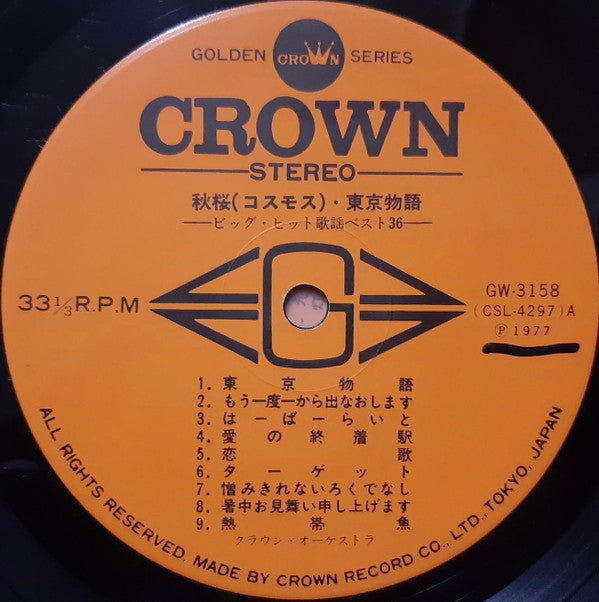 GOLDEN CROWN SERIES
CROWN
STEREO
秋桜(コスモス)・東京物語
ビッグ・ヒット歌謡ベスト36
33⅓ R.P.M
G
GW-3158
(CSL-4297) A
Ⓟ 1977
1. 東京物語
2. もう一度一から出なおします
3. はーばーらいと
4. 愛の終着駅
5. 恋歌
6. ターゲット
7. 憎みきれないろくでなし
8. 暑中お見舞い申し上げます
9.熱帯魚
クラウン・オーケストラ
ALL RIGHTS RESERVED. MADE BY CROWN RECORD CO., LTD., TOKYO, JAPAN